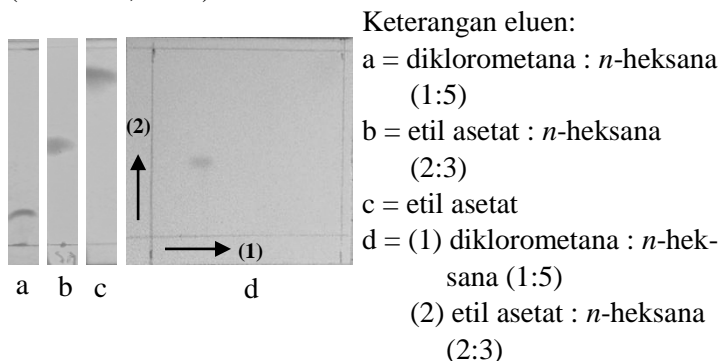 Keterangan eluen:
a = diklorometana : n-heksana
(1:5)
b = etil asetat : n-heksana
(2:3)
c = etil asetat
d = (1) diklorometana : n-hek-
sana (1:5)
(2) etil asetat : n-heksana
(2:3)
(2)
(1)
a b c d